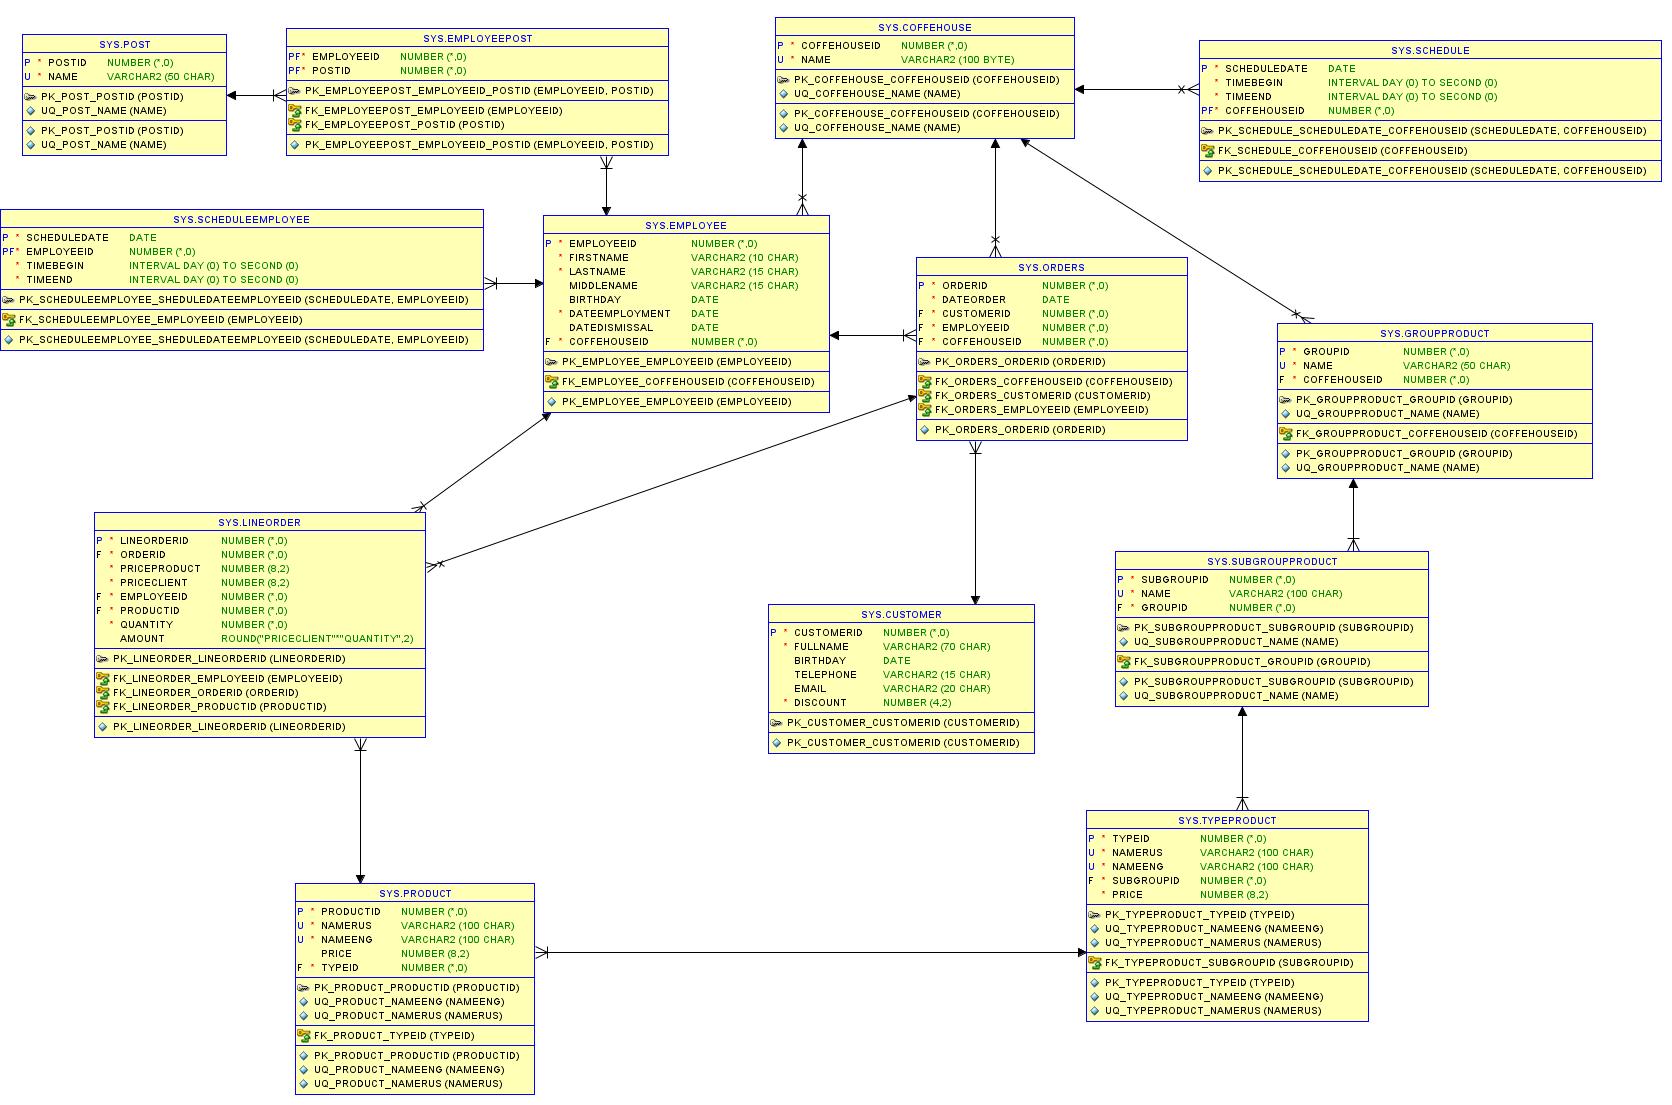 SYS.POST
P * POSTID NUMBER (*,0)
U * NAME VARCHAR2 (50 CHAR)
PK_POST_POSTID (POSTID)
UQ_POST_NAME (NAME)
PK_POST_POSTID (POSTID)
UQ_POST_NAME (NAME)
SYS.EMPLOYEEPOST
PF* EMPLOYEEID NUMBER (*,0)
PF* POSTID NUMBER (*,0)
PK_EMPLOYEEPOST_EMPLOYEEID_POSTID (EMPLOYEEID, POSTID)
FK_EMPLOYEEPOST_EMPLOYEEID (EMPLOYEEID)
FK_EMPLOYEEPOST_POSTID (POSTID)
PK_EMPLOYEEPOST_EMPLOYEEID_POSTID (EMPLOYEEID, POSTID)
SYS.COFFEHOUSE
P * COFFEHOUSEID NUMBER (*,0)
U * NAME VARCHAR2 (100 BYTE)
PK_COFFEHOUSE_COFFEHOUSEID (COFFEHOUSEID)
UQ_COFFEHOUSE_NAME (NAME)
PK_COFFEHOUSE_COFFEHOUSEID (COFFEHOUSEID)
UQ_COFFEHOUSE_NAME (NAME)
SYS.SCHEDULE
P * SCHEDULEDATE DATE
* TIMEBEGIN INTERVAL DAY (0) TO SECOND (0)
* TIMEEND INTERVAL DAY (0) TO SECOND (0)
PF* COFFEHOUSEID NUMBER (*,0)
PK_SCHEDULE_SCHEDULEDATE_COFFEHOUSEID (SCHEDULEDATE, COFFEHOUSEID)
FK_SCHEDULE_COFFEHOUSEID (COFFEHOUSEID)
PK_SCHEDULE_SCHEDULEDATE_COFFEHOUSEID (SCHEDULEDATE, COFFEHOUSEID)
SYS.SCHEDULEEMPLOYEE
P * SCHEDULEDATE DATE
PF* EMPLOYEEID NUMBER (*,0)
* TIMEBEGIN INTERVAL DAY (0) TO SECOND (0)
* TIMEEND INTERVAL DAY (0) TO SECOND (0)
PK_SCHEDULEEMPLOYEE_SHEDULEDATEEMPLOYEEID (SCHEDULEDATE, EMPLOYEEID)
FK_SCHEDULEEMPLOYEE_EMPLOYEEID (EMPLOYEEID)
PK_SCHEDULEEMPLOYEE_SHEDULEDATEEMPLOYEEID (SCHEDULEDATE, EMPLOYEEID)
SYS.EMPLOYEE
P * EMPLOYEEID NUMBER (*,0)
* FIRSTNAME VARCHAR2 (10 CHAR)
* LASTNAME VARCHAR2 (15 CHAR)
MIDDLENAME VARCHAR2 (15 CHAR)
BIRTHDAY DATE
* DATEEMPLOYMENT DATE
DATEDISMISSAL DATE
F * COFFEHOUSEID NUMBER (*,0)
PK_EMPLOYEE_EMPLOYEEID (EMPLOYEEID)
FK_EMPLOYEE_COFFEHOUSEID (COFFEHOUSEID)
PK_EMPLOYEE_EMPLOYEEID (EMPLOYEEID)
SYS.ORDERS
P * ORDERID NUMBER (*,0)
* DATEORDER DATE
F * CUSTOMERID NUMBER (*,0)
F * EMPLOYEEID NUMBER (*,0)
F * COFFEHOUSEID NUMBER (*,0)
PK_ORDERS_ORDERID (ORDERID)
FK_ORDERS_COFFEHOUSEID (COFFEHOUSEID)
FK_ORDERS_CUSTOMERID (CUSTOMERID)
FK_ORDERS_EMPLOYEEID (EMPLOYEEID)
PK_ORDERS_ORDERID (ORDERID)
SYS.GROUPPRODUCT
P * GROUPID NUMBER (*,0)
U * NAME VARCHAR2 (50 CHAR)
F * COFFEHOUSEID NUMBER (*,0)
PK_GROUPPRODUCT_GROUPID (GROUPID)
UQ_GROUPPRODUCT_NAME (NAME)
FK_GROUPPRODUCT_COFFEHOUSEID (COFFEHOUSEID)
PK_GROUPPRODUCT_GROUPID (GROUPID)
UQ_GROUPPRODUCT_NAME (NAME)
SYS.LINEORDER
P * LINEORDERID NUMBER (*,0)
F * ORDERID NUMBER (*,0)
* PRICEPRODUCT NUMBER (8,2)
* PRICECLIENT NUMBER (8,2)
F * EMPLOYEEID NUMBER (*,0)
F * PRODUCTID NUMBER (*,0)
* QUANTITY NUMBER (*,0)
AMOUNT ROUND("PRICECLIENT"*"QUANTITY",2)
PK_LINEORDER_LINEORDERID (LINEORDERID)
FK_LINEORDER_EMPLOYEEID (EMPLOYEEID)
FK_LINEORDER_ORDERID (ORDERID)
FK_LINEORDER_PRODUCTID (PRODUCTID)
PK_LINEORDER_LINEORDERID (LINEORDERID)
SYS.CUSTOMER
P * CUSTOMERID NUMBER (*,0)
* FULLNAME VARCHAR2 (70 CHAR)
BIRTHDAY DATE
TELEPHONE VARCHAR2 (15 CHAR)
EMAIL VARCHAR2 (20 CHAR)
* DISCOUNT NUMBER (4,2)
PK_CUSTOMER_CUSTOMERID (CUSTOMERID)
PK_CUSTOMER_CUSTOMERID (CUSTOMERID)
SYS.SUBGROUPPRODUCT
P * SUBGROUPID NUMBER (*,0)
U * NAME VARCHAR2 (100 CHAR)
F * GROUPID NUMBER (*,0)
PK_SUBGROUPPRODUCT_SUBGROUPID (SUBGROUPID)
UQ_SUBGROUPPRODUCT_NAME (NAME)
FK_SUBGROUPPRODUCT_GROUPID (GROUPID)
PK_SUBGROUPPRODUCT_SUBGROUPID (SUBGROUPID)
UQ_SUBGROUPPRODUCT_NAME (NAME)
SYS.PRODUCT
P * PRODUCTID NUMBER (*,0)
U * NAMERUS VARCHAR2 (100 CHAR)
U * NAMEENG VARCHAR2 (100 CHAR)
PRICE NUMBER (8,2)
F * TYPEID NUMBER (*,0)
PK_PRODUCT_PRODUCTID (PRODUCTID)
UQ_PRODUCT_NAMEENG (NAMEENG)
UQ_PRODUCT_NAMERUS (NAMERUS)
FK_PRODUCT_TYPEID (TYPEID)
PK_PRODUCT_PRODUCTID (PRODUCTID)
UQ_PRODUCT_NAMEENG (NAMEENG)
UQ_PRODUCT_NAMERUS (NAMERUS)
SYS.TYPEPRODUCT
P * TYPEID NUMBER (*,0)
U * NAMERUS VARCHAR2 (100 CHAR)
U * NAMEENG VARCHAR2 (100 CHAR)
F * SUBGROUPID NUMBER (*,0)
* PRICE NUMBER (8,2)
PK_TYPEPRODUCT_TYPEID (TYPEID)
UQ_TYPEPRODUCT_NAMEENG (NAMEENG)
UQ_TYPEPRODUCT_NAMERUS (NAMERUS)
FK_TYPEPRODUCT_SUBGROUPID (SUBGROUPID)
PK_TYPEPRODUCT_TYPEID (TYPEID)
UQ_TYPEPRODUCT_NAMEENG (NAMEENG)
UQ_TYPEPRODUCT_NAMERUS (NAMERUS)